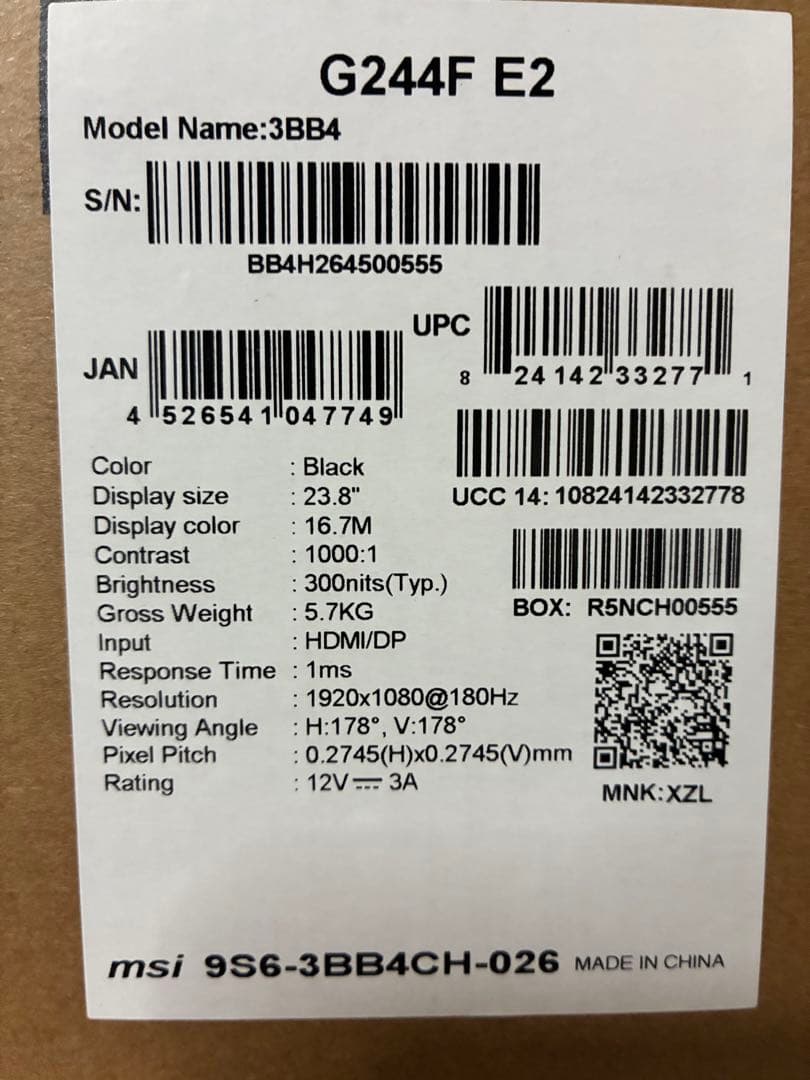 G244F E2
Model Name:3BB4
S/N:
BB4H264500555
UPC
8 24142 33277 1
JAN
4 526541 047749
UCC 14: 10824142332778
BOX: R5NCH00555
Color : Black
Display size : 23.8"
Display color : 16.7M
Contrast : 1000:1
Brightness : 300nits(Typ.)
Gross Weight : 5.7KG
Input : HDMI/DP
Response Time : 1ms
Resolution : 1920x1080@180Hz
Viewing Angle : H:178°, V:178°
Pixel Pitch : 0.2745(H)x0.2745(V)mm
Rating : 12V⎓ 3A
MNK:XZL
msi 9S6-3BB4CH-026 MADE IN CHINA